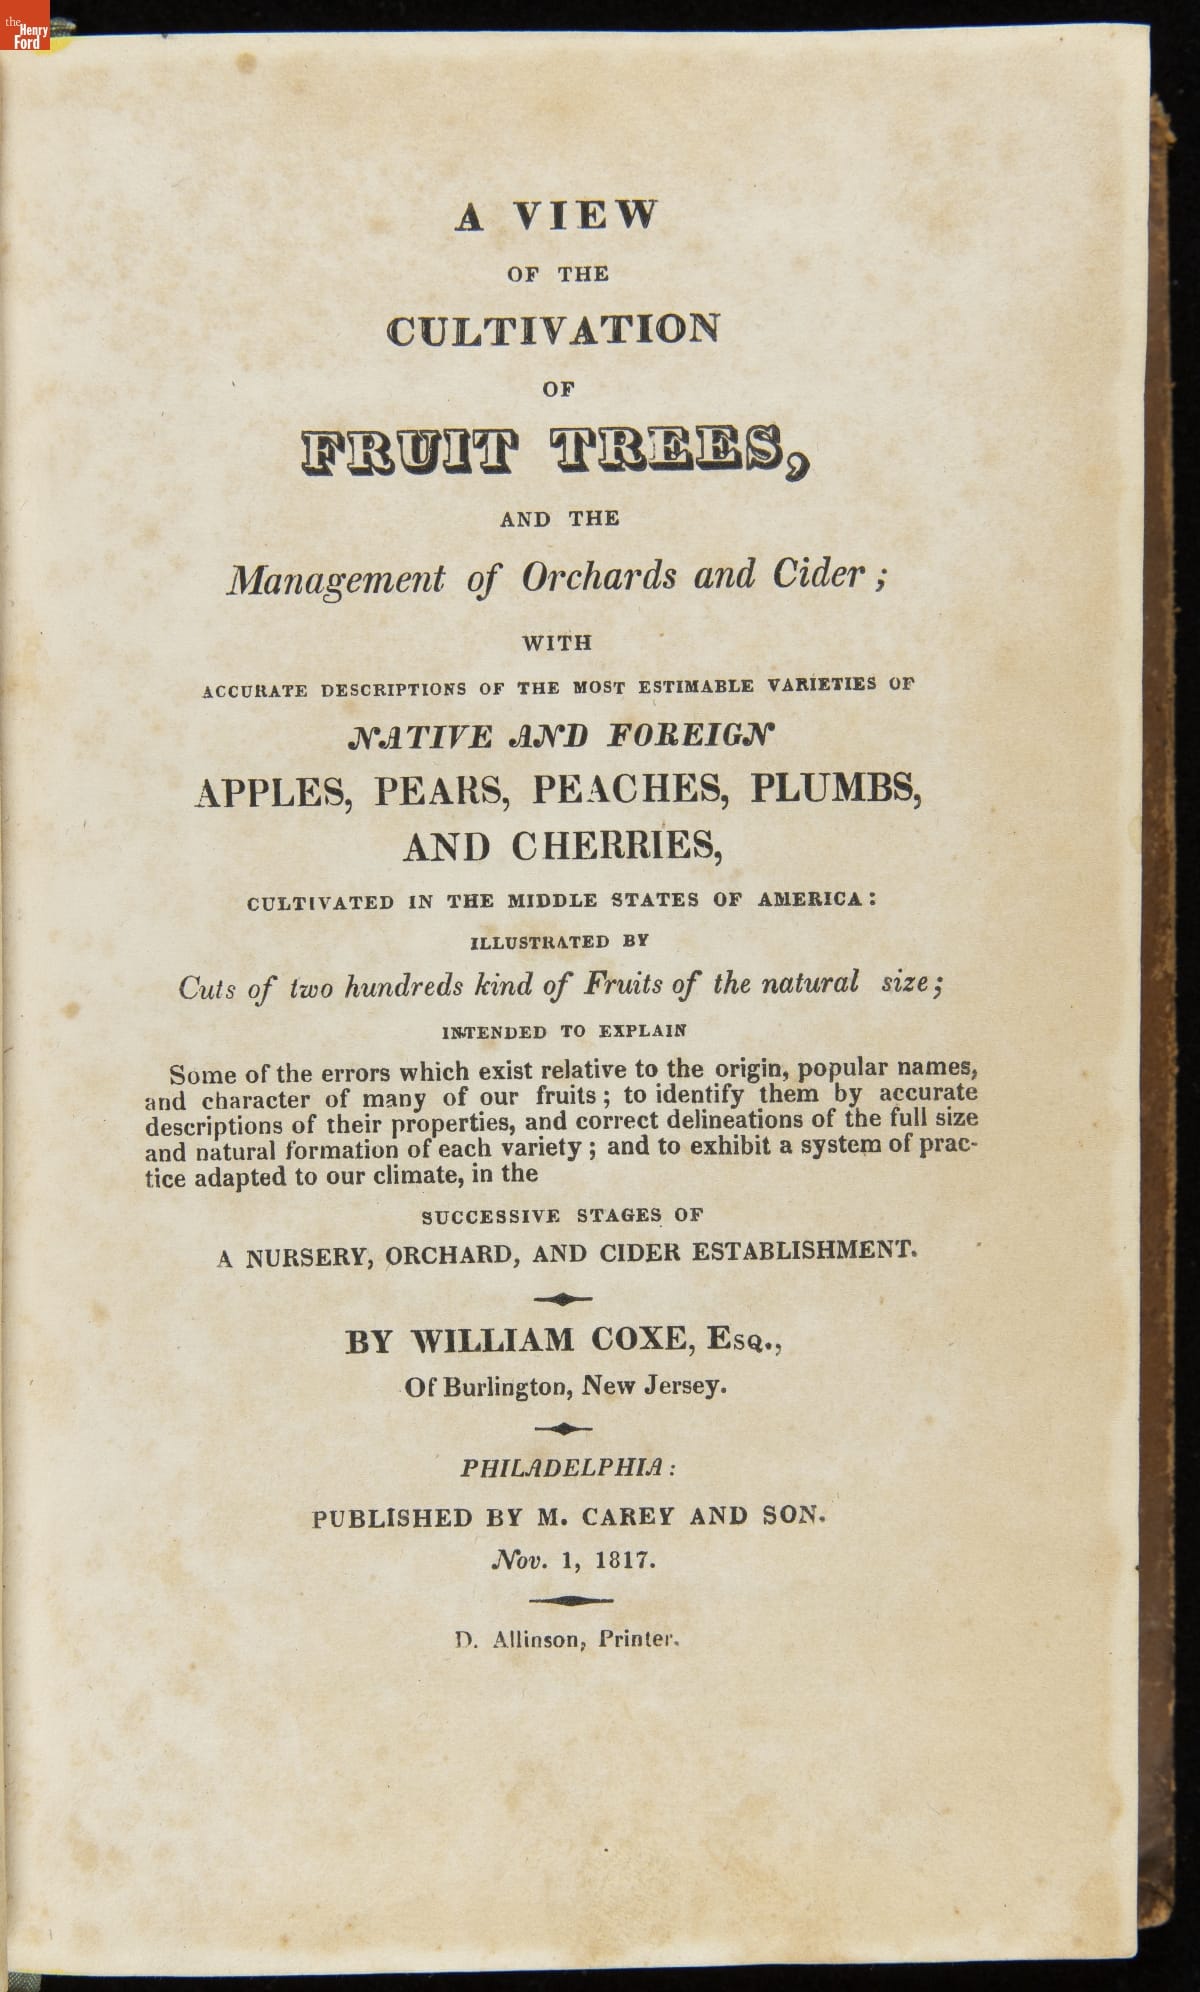 the
Henry
Ford
A VIEW
OF THE
CULTIVATION
OF
FRUIT TREES,
AND THE
Management of Orchards and Cider;
WITH
ACCURATE DESCRIPTIONS OF THE MOST ESTIMABLE VARIETIES OF
NATIVE AND FOREIGN
APPLES, PEARS, PEACHES, PLUMBS,
AND CHERRIES,
CULTIVATED IN THE MIDDLE STATES OF AMERICA:
ILLUSTRATED BY
Cuts of two hundreds kind of Fruits of the natural size;
INTENDED TO EXPLAIN
Some of the errors which exist relative to the origin, popular names,
and character of many of our fruits; to identify them by accurate
descriptions of their properties, and correct delineations of the full size
and natural formation of each variety; and to exhibit a system of prac-
tice adapted to our climate, in the
SUCCESSIVE STAGES OF
A NURSERY, ORCHARD, AND CIDER ESTABLISHMENT.
BY WILLIAM COXE, Esq.,
Of Burlington, New Jersey.
PHILADELPHIA:
PUBLISHED BY M. CAREY AND SON.
Nov. 1, 1817.
D. Allinson, Printer.